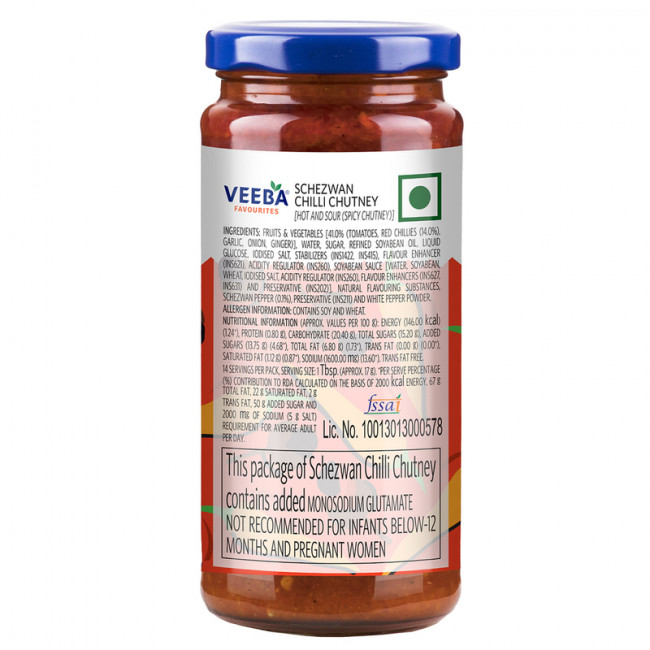 VEEBA
FAVOURITES
SCHEZWAN
CHILLI CHUTNEY
[HOT AND SOUR (SPICY CHUTNEY)]
INGREDIENTS: FRUITS & VEGETABLES [41.0% (TOMATOES, RED CHILLIES (14.0%),
GARLIC, ONION, GINGER)], WATER, SUGAR, REFINED SOYABEAN OIL, LIQUID
GLUCOSE, IODISED SALT, STABILIZERS (INS1422, INS415), FLAVOUR ENHANCER
(INS621), ACIDITY REGULATOR (INS260), SOYABEAN SAUCE [WATER, SOYABEAN,
WHEAT, IODISED SALT, ACIDITY REGULATOR (INS260), FLAVOUR ENHANCERS (INS627,
INS631) AND PRESERVATIVE (INS202)], NATURAL FLAVOURING SUBSTANCES,
SCHEZWAN PEPPER (0.1%), PRESERVATIVE (INS211) AND WHITE PEPPER POWDER.
ALLERGEN INFORMATION: CONTAINS SOY AND WHEAT.
NUTRITIONAL INFORMATION (APPROX. VALUES PER 100 g): ENERGY (146.00 kcal)
(1.24*), PROTEIN (0.80 g), CARBOHYDRATE (20.40 g), TOTAL SUGARS (15.20 g), ADDED
SUGARS (13.75 g) (4.68*), TOTAL FAT (6.80 g) (1.73*), TRANS FAT (0.00 g) (0.00*),
SATURATED FAT (1.12 g) (0.87*), SODIUM (1600.00 mg) (13.60*). TRANS FAT FREE.
14 SERVINGS PER PACK, SERVING SIZE: 1 Tbsp. (APPROX. 17 g). *PER SERVE PERCENTAGE
(%) CONTRIBUTION TO RDA CALCULATED ON THE BASIS OF 2000 kcal ENERGY, 67 g
TOTAL FAT, 22 g SATURATED FAT, 2 g
TRANS FAT, 50 g ADDED SUGAR AND
2000 mg OF SODIUM (5 g SALT)
REQUIREMENT FOR AVERAGE ADULT
PER DAY.
fssai
Lic. No. 10013013000578
This package of Schezwan Chilli Chutney
contains added MONOSODIUM GLUTAMATE
NOT RECOMMENDED FOR INFANTS BELOW-12
MONTHS AND PREGNANT WOMEN